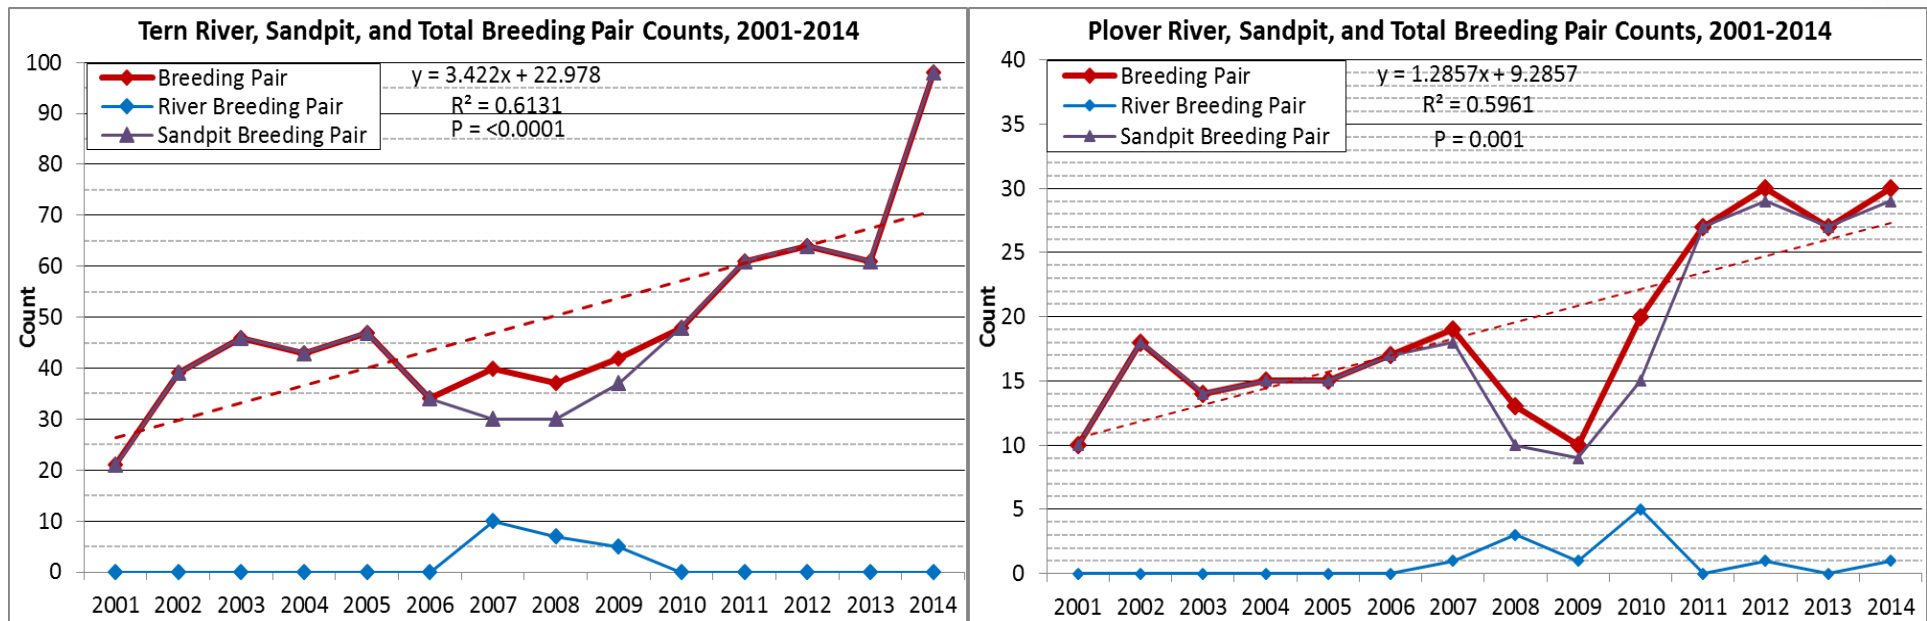 Tern River, Sandpit, and Total Breeding Pair Counts, 2001-2014
100
90
80
70
60
50
40
30
20
10
0
Count
Breeding Pair
River Breeding Pair
Sandpit Breeding Pair
y = 3.422x + 22.978
R² = 0.6131
P = <0.0001
2001 2002 2003 2004 2005 2006 2007 2008 2009 2010 2011 2012 2013 2014
Plover River, Sandpit, and Total Breeding Pair Counts, 2001-2014
40
35
30
25
20
15
10
5
0
Count
Breeding Pair
River Breeding Pair
Sandpit Breeding Pair
y = 1.2857x + 9.2857
R² = 0.5961
P = 0.001
2001 2002 2003 2004 2005 2006 2007 2008 2009 2010 2011 2012 2013 2014